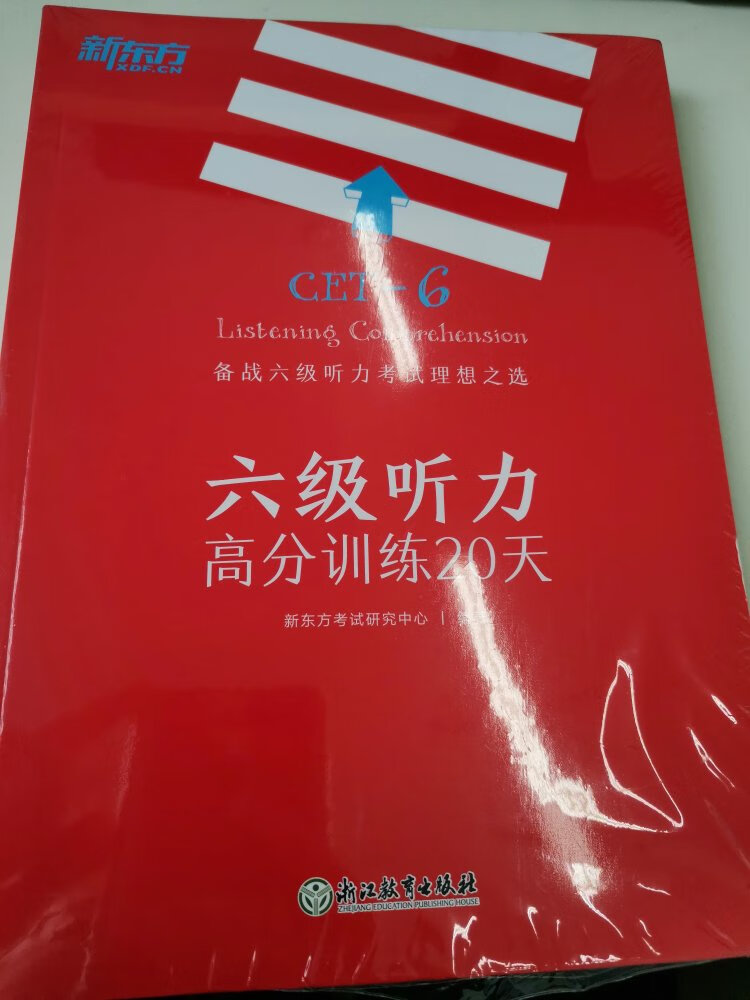 新东方
XDF.CN
CET-6
Listening Comprehension
备战六级听力考试理想之选
六级听力
高分训练20天
新东方考试研究中心 |
浙江教育出版社
ZHEJIANG EDUCATION PUBLISHING HOUSE